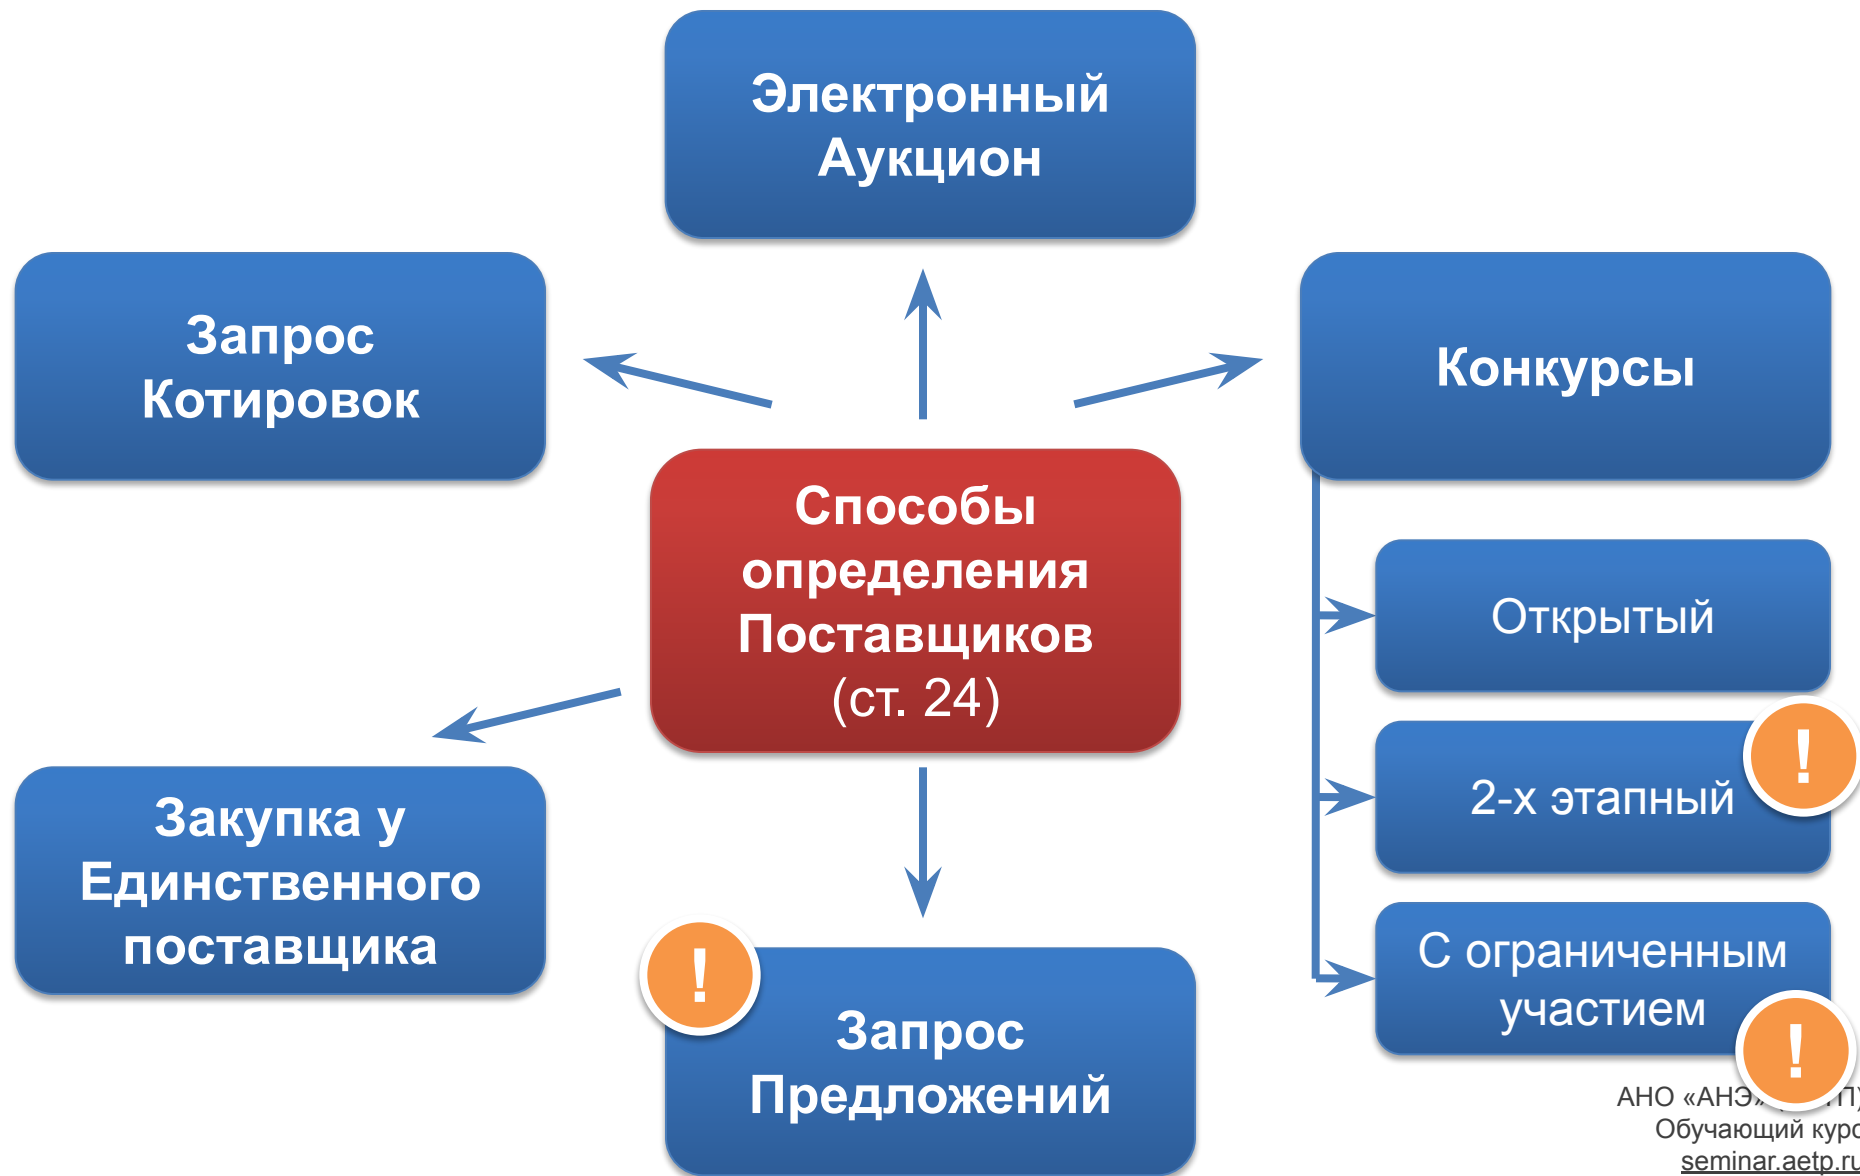 Электронный
Аукцион
Запрос
Котировок
Конкурсы
Способы
определения
Поставщиков
(ст. 24)
Открытый
2-х этапный
!
С ограниченным
участием
!
Закупка у
Единственного
поставщика
!
Запрос
Предложений
АНО «АНЭ»
Обучающий курс
seminar.aetp.ru